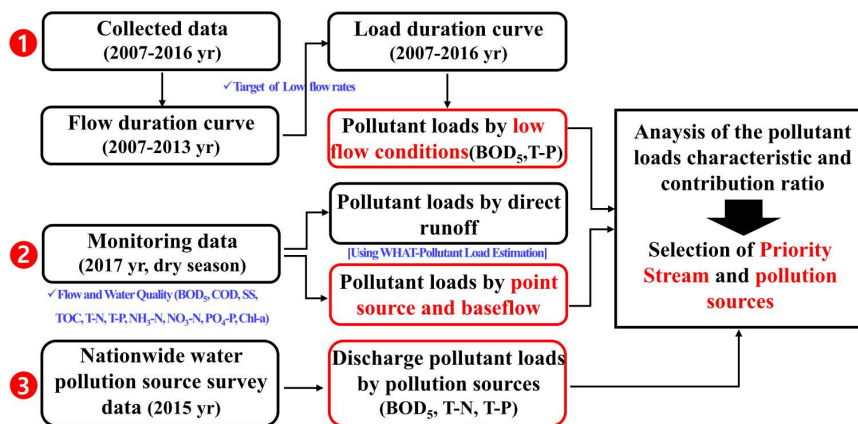 1
Collected data
(2007-2016 yr)
Load duration curve
(2007-2016 yr)
✓Target of Low flow rates
Flow duration curve
(2007-2013 yr)
Pollutant loads by low
flow conditions(BOD₅,T-P)
Anaysis of the pollutant
loads characteristic and
contribution ratio
Selection of Priority
Stream and pollution
sources
2
Monitoring data
(2017 yr, dry season)
✓Flow and Water Quality (BOD₅, COD, SS,
TOC, T-N, T-P, NH₃-N, NO₃-N, PO₄-P, Chl-a)
Pollutant loads by direct
runoff
[Using WHAT-Pollutant Load Estimation]
Pollutant loads by point
source and baseflow
3
Nationwide water
pollution source survey
data (2015 yr)
Discharge pollutant loads
by pollution sources
(BOD₅, T-N, T-P)